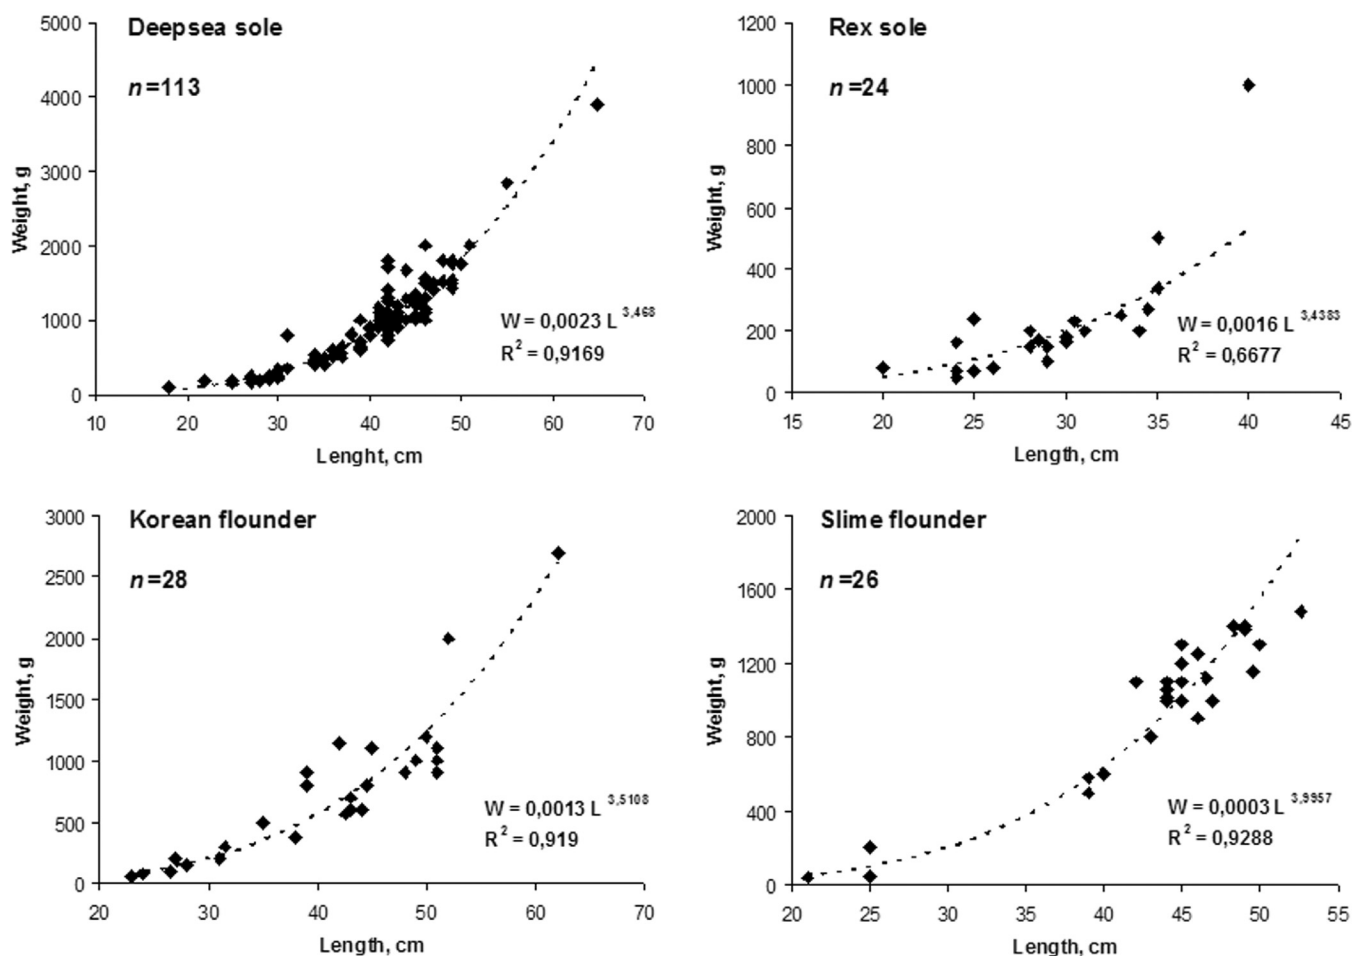 Deepsea sole
n=113
5000
4000
3000
2000
1000
0
Weight, g
W = 0,0023 L 3,468
R2 = 0,9169
10 20 30 40 50 60 70
Lenght, cm
Rex sole
n=24
1200
1000
800
600
400
200
0
Weight, g
W = 0,0016 L 3,4383
R2 = 0,6677
15 20 25 30 35 40 45
Length, cm
Korean flounder
n=28
3000
2500
2000
1500
1000
500
0
Weight, g
W = 0,0013 L 3,5108
R2 = 0,919
20 30 40 50 60 70
Length, cm
Slime flounder
n=26
2000
1600
1200
800
400
0
Weight, g
W = 0,0003 L 3,9957
R2 = 0,9288
20 25 30 35 40 45 50 55
Length, cm